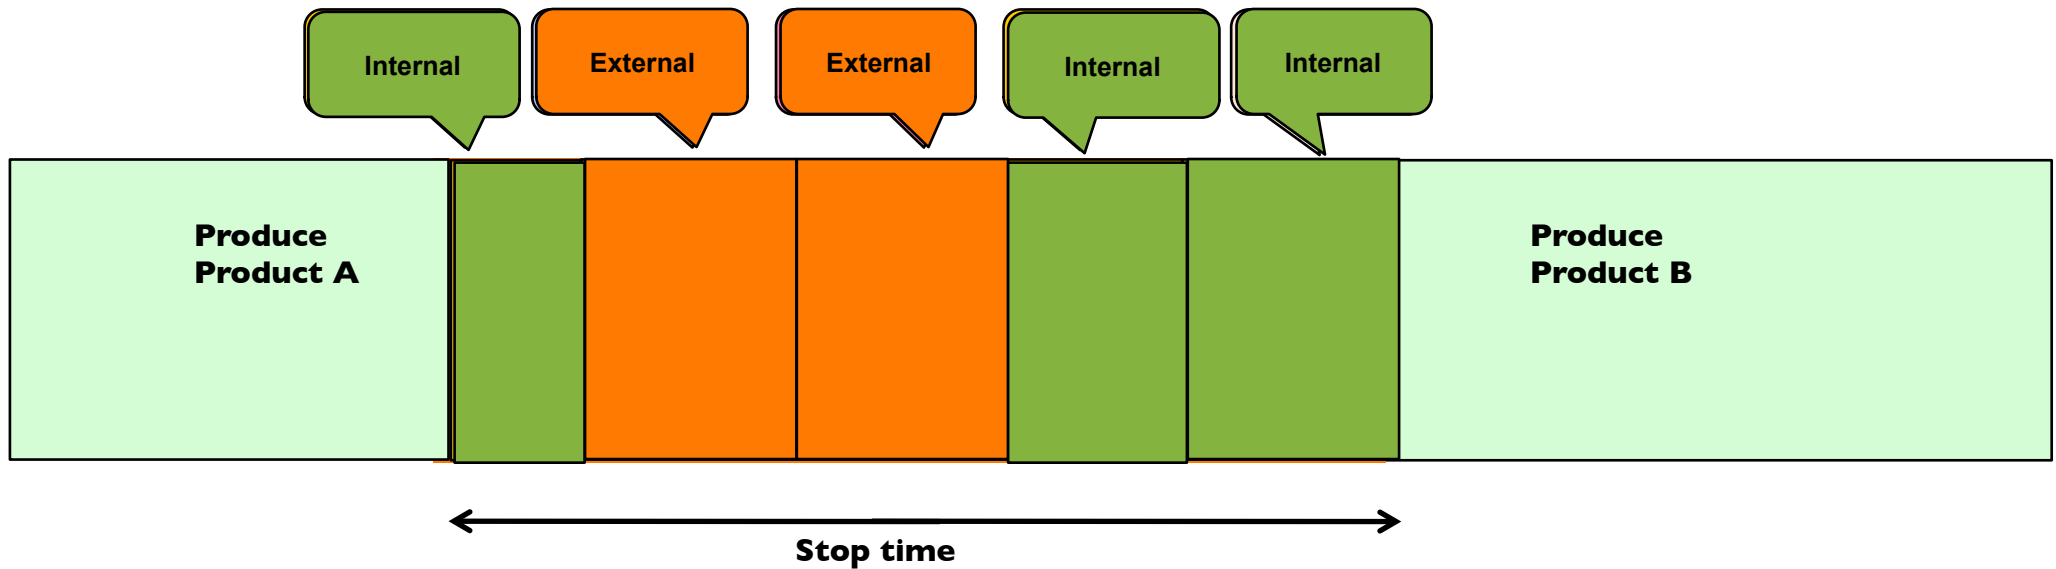 Internal
External
External
Internal
Internal
Produce
Product A
Produce
Product B
Stop time